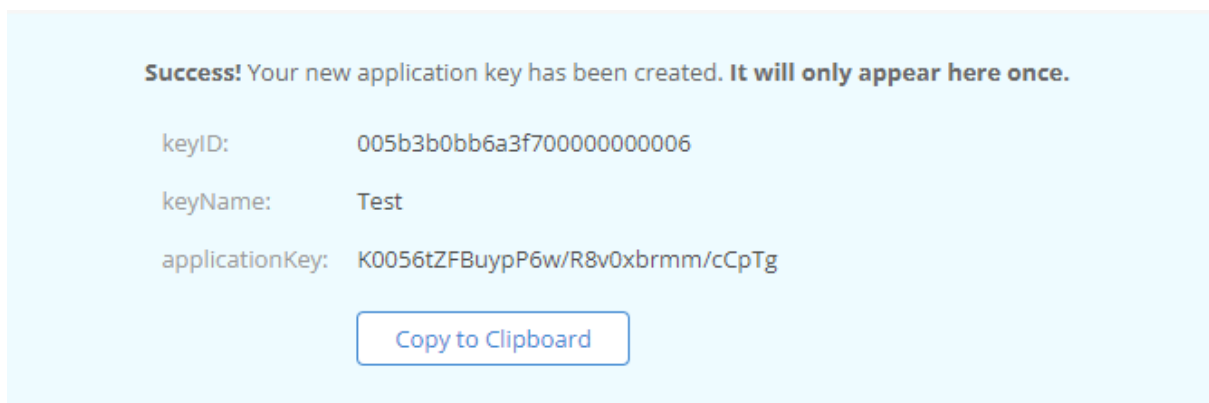 Success! Your new application key has been created. It will only appear here once.
keyID: 005b3b0bb6a3f700000000006
keyName: Test
applicationKey: K0056tZFBuypP6w/R8v0xbrmm/cCpTg
Copy to Clipboard